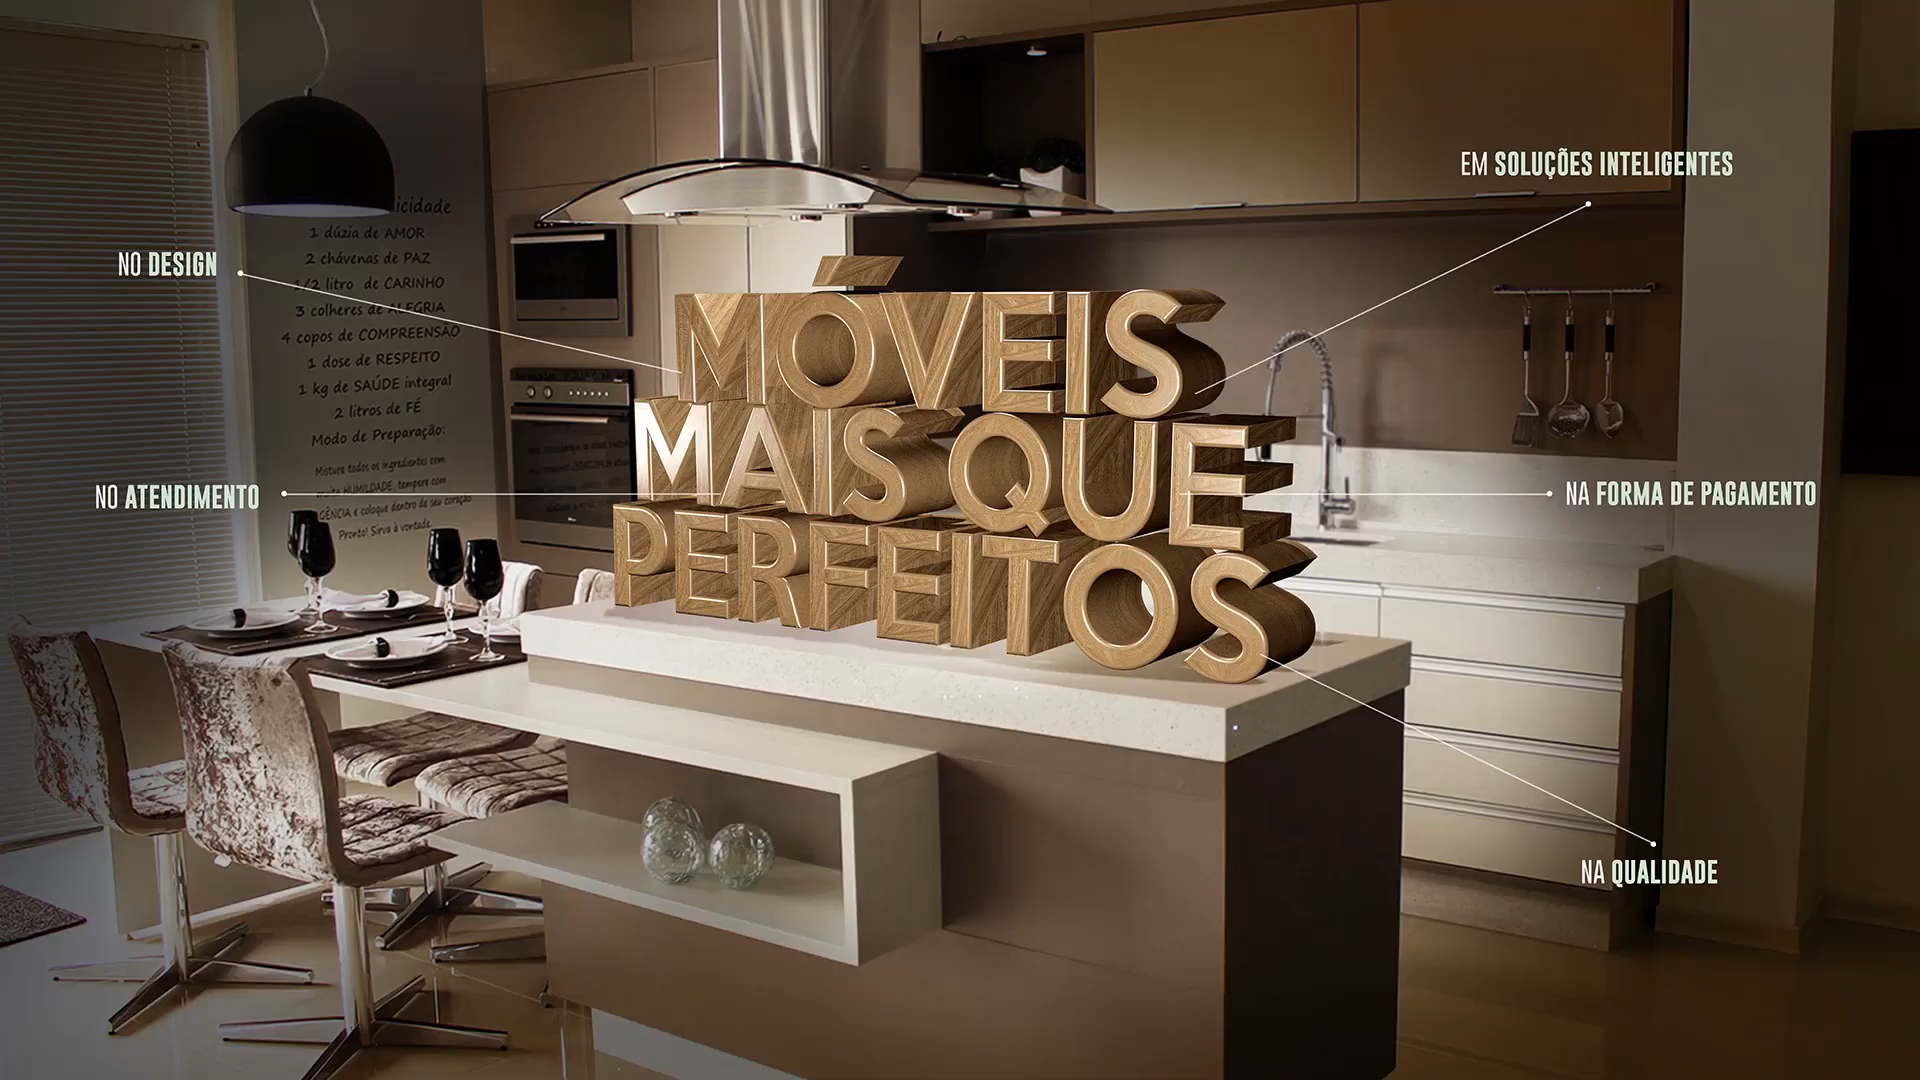 EM SOLUÇÕES INTELIGENTES
NO DESIGN
MÓVEIS
MAIS QUE
PERFEITOS
NO ATENDIMENTO
NA FORMA DE PAGAMENTO
NA QUALIDADE
icidade
1 dúzia de AMOR
2 chávenas de PAZ
1/2 litro de CARINHO
3 colheres de ALEGRIA
4 copos de COMPREENSÃO
1 dose de RESPEITO
1 kg de SAÚDE integral
2 litros de FÉ
Modo de Preparação:
Misture todos os ingredientes com
muita HUMILDADE, tempere com
GÊNCIA e coloque dentro de seu coração
Pronto! Sirva à vontade.